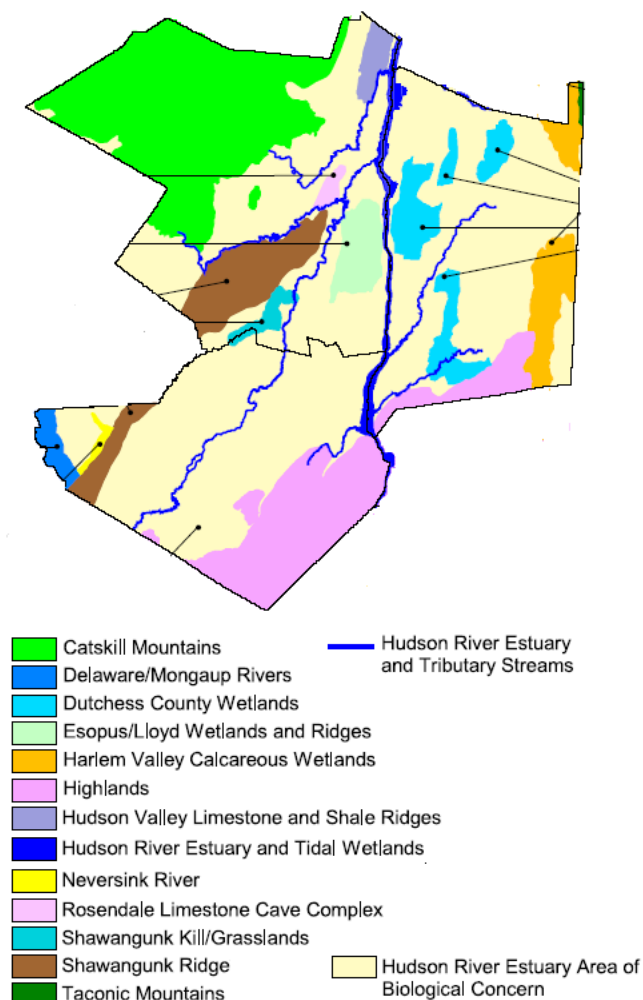 Catskill Mountains
Delaware/Mongaup Rivers
Dutchess County Wetlands
Esopus/Lloyd Wetlands and Ridges
Harlem Valley Calcareous Wetlands
Highlands
Hudson Valley Limestone and Shale Ridges
Hudson River Estuary and Tidal Wetlands
Neversink River
Rosendale Limestone Cave Complex
Shawangunk Kill/Grasslands
Shawangunk Ridge
Taconic Mountains
Hudson River Estuary
and Tributary Streams
Hudson River Estuary Area of
Biological Concern